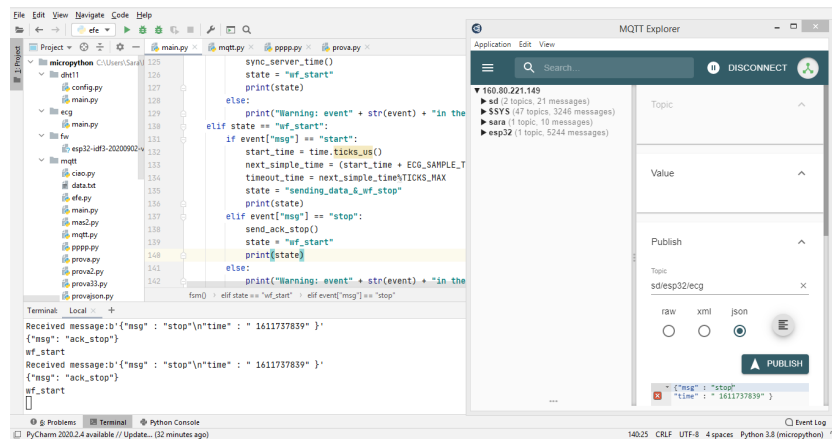 File Edit View Navigate Code Help
efe
MQTT Explorer
Application Edit View
Search...
DISCONNECT
1: Project
Project
main.py
mqtt.py
pppp.py
prova.py
micropython C:\Users\Sara\
dht11
config.py
main.py
ecg
main.py
fw
esp32-idf3-20200902-v
mqtt
ciao.py
data.txt
efe.py
main.py
mas2.py
mqtt.py
pppp.py
prova.py
prova2.py
prova33.py
provajson.py
125 sync_server_time()
126 state = "wf_start"
127 print(state)
128 else:
129 print("Warning: event" + str(event) + "in the
130 elif state == "wf_start":
131 if event["msg"] == "start":
132 start_time = time.ticks_us()
133 next_simple_time = (start_time + ECG_SAMPLE_T
134 timeout_time = next_simple_time%TICKS_MAX
135 state = "sending_data_&_wf_stop"
136 print(state)
137 elif event["msg"] == "stop":
138 send_ack_stop()
139 state = "wf_start"
140 print(state)
141 else:
142 print("Warning: event" + str(event) + "in the
fsm() › elif state == "wf_start" › elif event["msg"] == "stop"
160.80.221.149
sd (2 topics, 21 messages)
$SYS (47 topics, 3246 messages)
sara (1 topic, 10 messages)
esp32 (1 topic, 5244 messages)
Topic
Value
Publish
Topic
sd/esp32/ecg
raw xml json
PUBLISH
{"msg" : "stop"
"time" : " 1611737839" }
Terminal: Local × +
Received message:b'{"msg" : "stop"\n"time" : " 1611737839" }'
{"msg": "ack_stop"}
wf_start
Received message:b'{"msg" : "stop"\n"time" : " 1611737839" }'
{"msg": "ack_stop"}
wf_start
6: Problems Terminal Python Console
Event Log
PyCharm 2020.2.4 available // Update... (32 minutes ago)
140:25 CRLF UTF-8 4 spaces Python 3.8 (micropython)